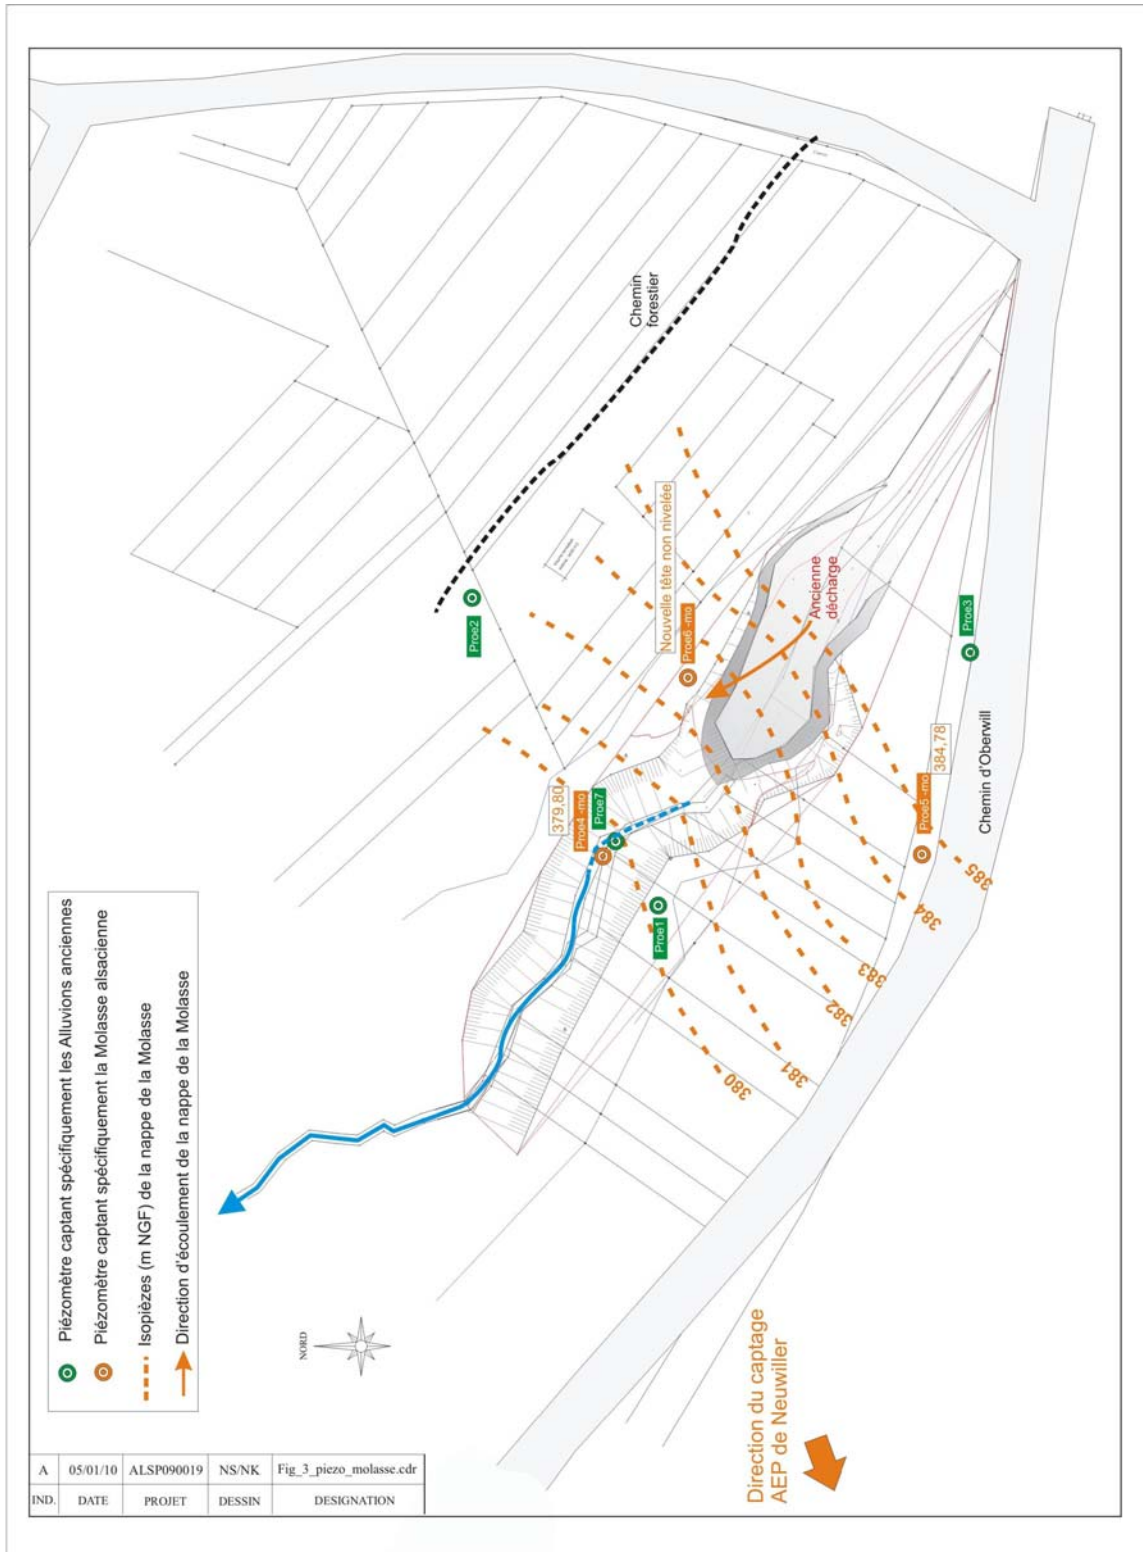 Piézomètre captant spécifiquement les Alluvions anciennes
Piézomètre captant spécifiquement la Molasse alsacienne
Isopièzes (m NGF) de la nappe de la Molasse
Direction d'écoulement de la nappe de la Molasse
NORD
Chemin
forestier
Proe2
Nouvelle tête non nivelée
Proe6 -mo
Ancienne
décharge
Proe3
Chemin d'Oberwill
384,78
Proe5 -mo
379,80
Proe4 -mo
Proe7
Proe1
385
384
383
382
381
380
Direction du captage
AEP de Neuwiller
A 05/01/10 ALSP090019 NS/NK Fig_3_piezo_molasse.cdr
IND. DATE PROJET DESSIN DESIGNATION